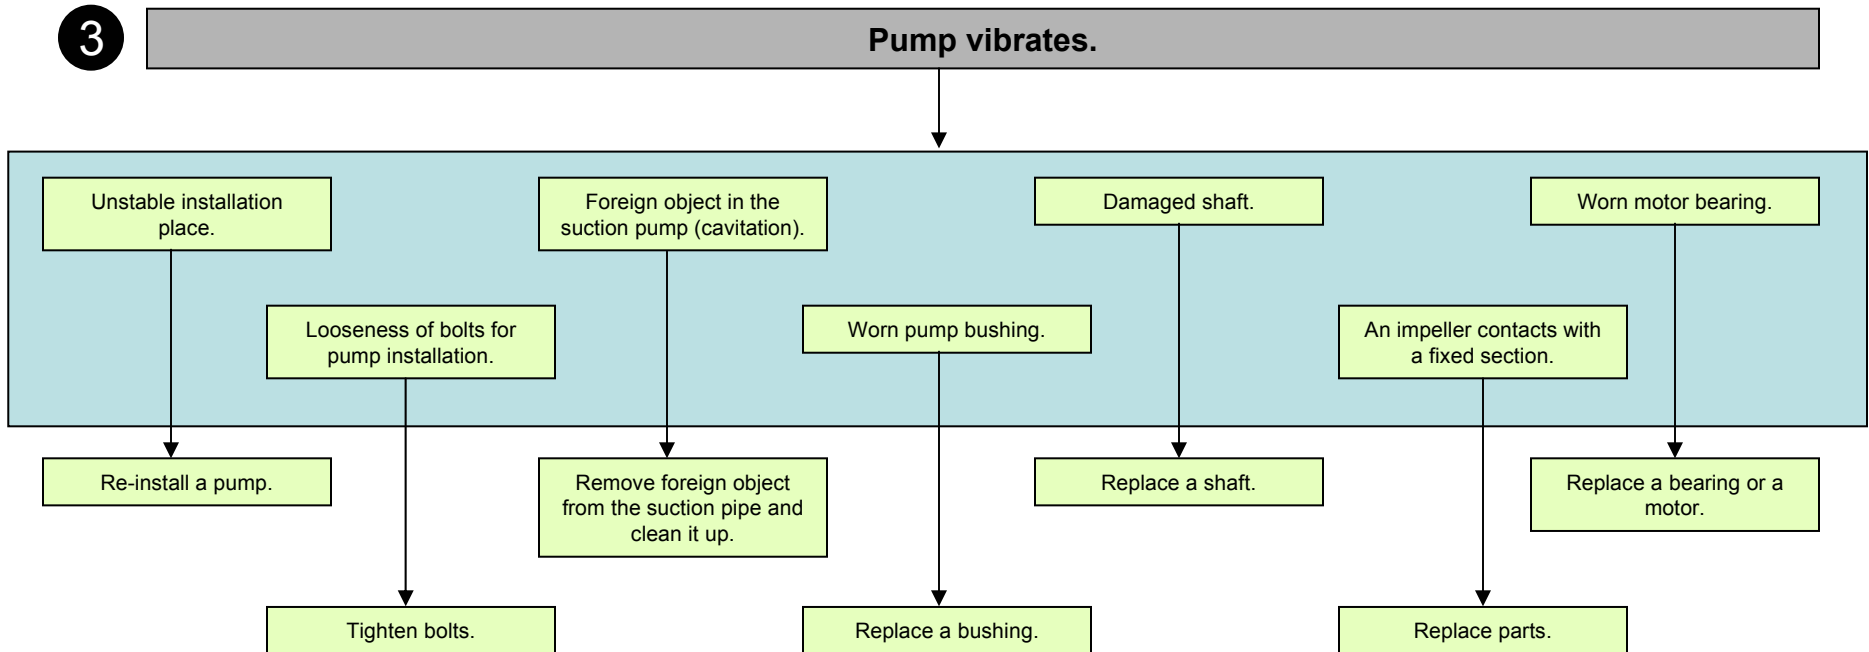 3
Pump vibrates.
Unstable installation
place.
Foreign object in the
suction pump (cavitation).
Damaged shaft.
Worn motor bearing.
Looseness of bolts for
pump installation.
Worn pump bushing.
An impeller contacts with
a fixed section.
Re-install a pump.
Remove foreign object
from the suction pipe and
clean it up.
Replace a shaft.
Replace a bearing or a
motor.
Tighten bolts.
Replace a bushing.
Replace parts.